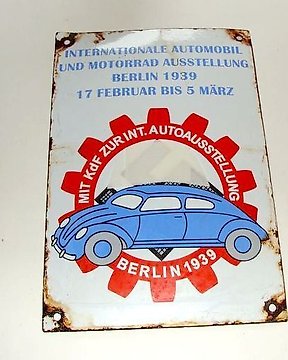 INTERNATIONALE AUTOMOBIL
UND MOTORRAD AUSSTELLUNG
BERLIN 1939
17 FEBRUAR BIS 5 MÄRZ
MIT KdF ZUR INT. AUTOAUSSTELLUNG
BERLIN 1939